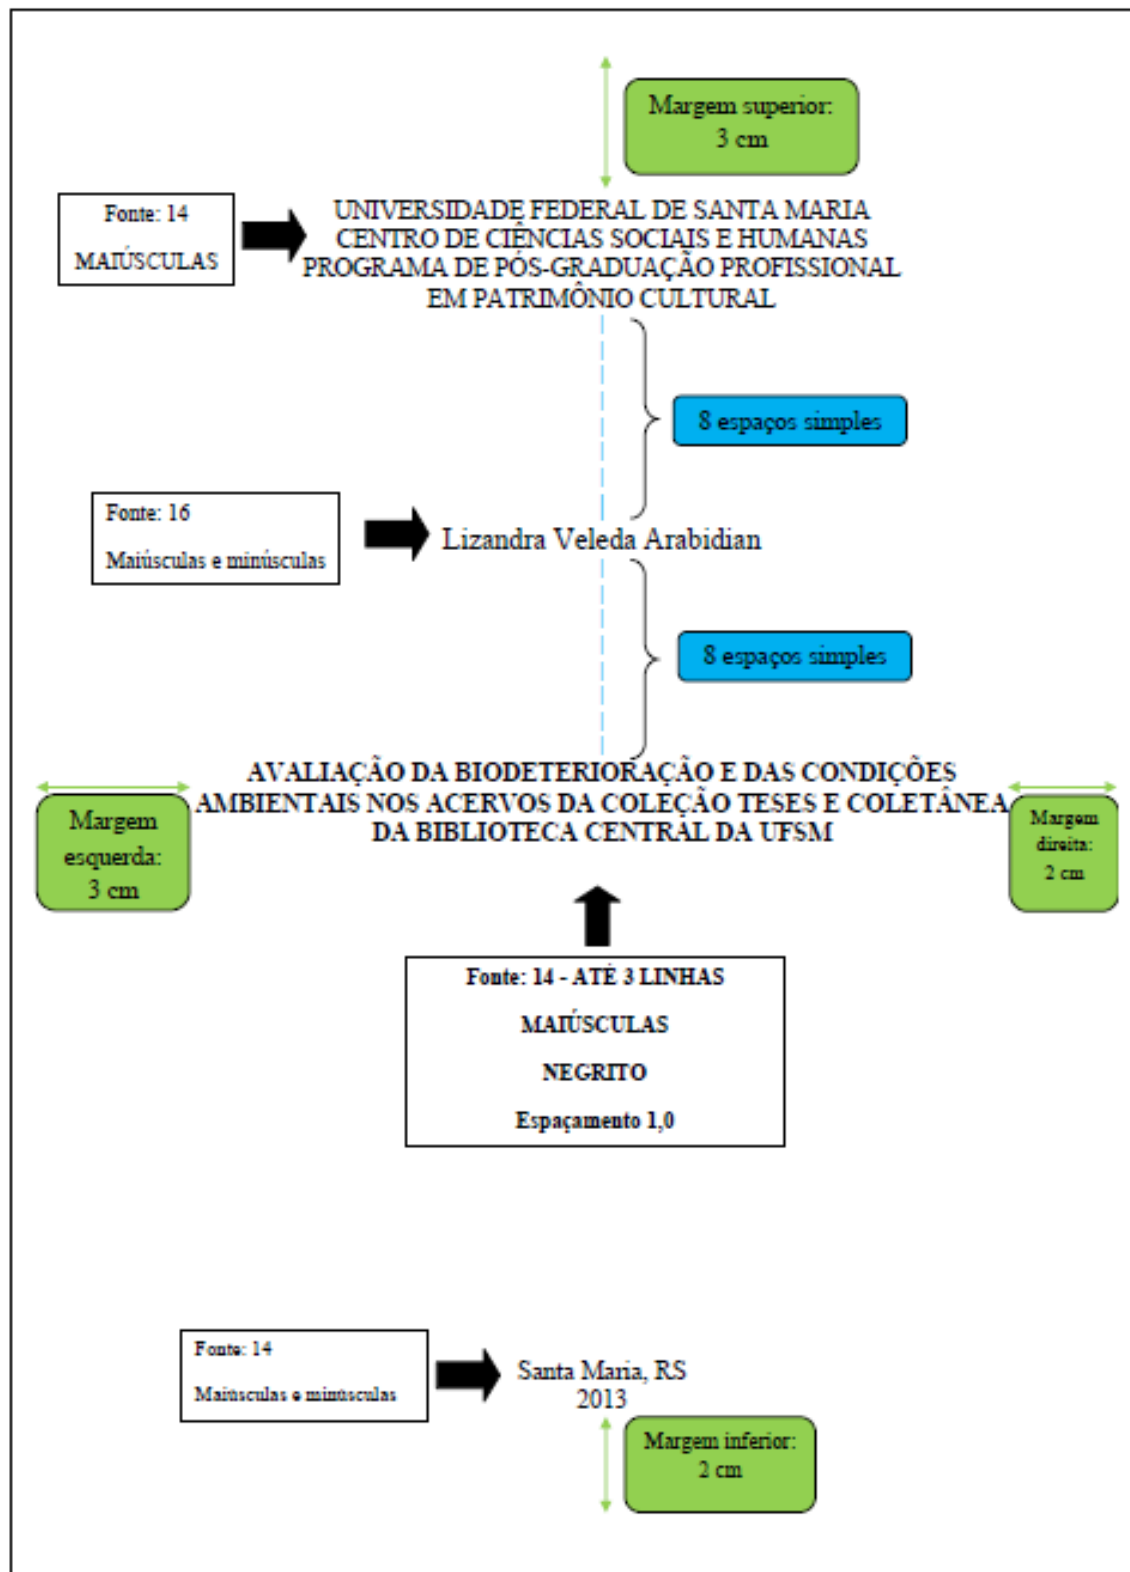 Margem superior:
3 cm
Fonte: 14
MAIÚSCULAS
UNIVERSIDADE FEDERAL DE SANTA MARIA
CENTRO DE CIÊNCIAS SOCIAIS E HUMANAS
PROGRAMA DE PÓS-GRADUAÇÃO PROFISSIONAL
EM PATRIMÔNIO CULTURAL
8 espaços simples
Fonte: 16
Maiúsculas e minúsculas
Lizandra Veleda Arabidian
8 espaços simples
AVALIAÇÃO DA BIODETERIORAÇÃO E DAS CONDIÇÕES
AMBIENTAIS NOS ACERVOS DA COLEÇÃO TESES E COLETÂNEA
DA BIBLIOTECA CENTRAL DA UFSM
Margem
esquerda:
3 cm
Margem
direita:
2 cm
Fonte: 14 - ATÉ 3 LINHAS
MAIÚSCULAS
NEGRITO
Espaçamento 1,0
Fonte: 14
Maiúsculas e minúsculas
Santa Maria, RS
2013
Margem inferior:
2 cm